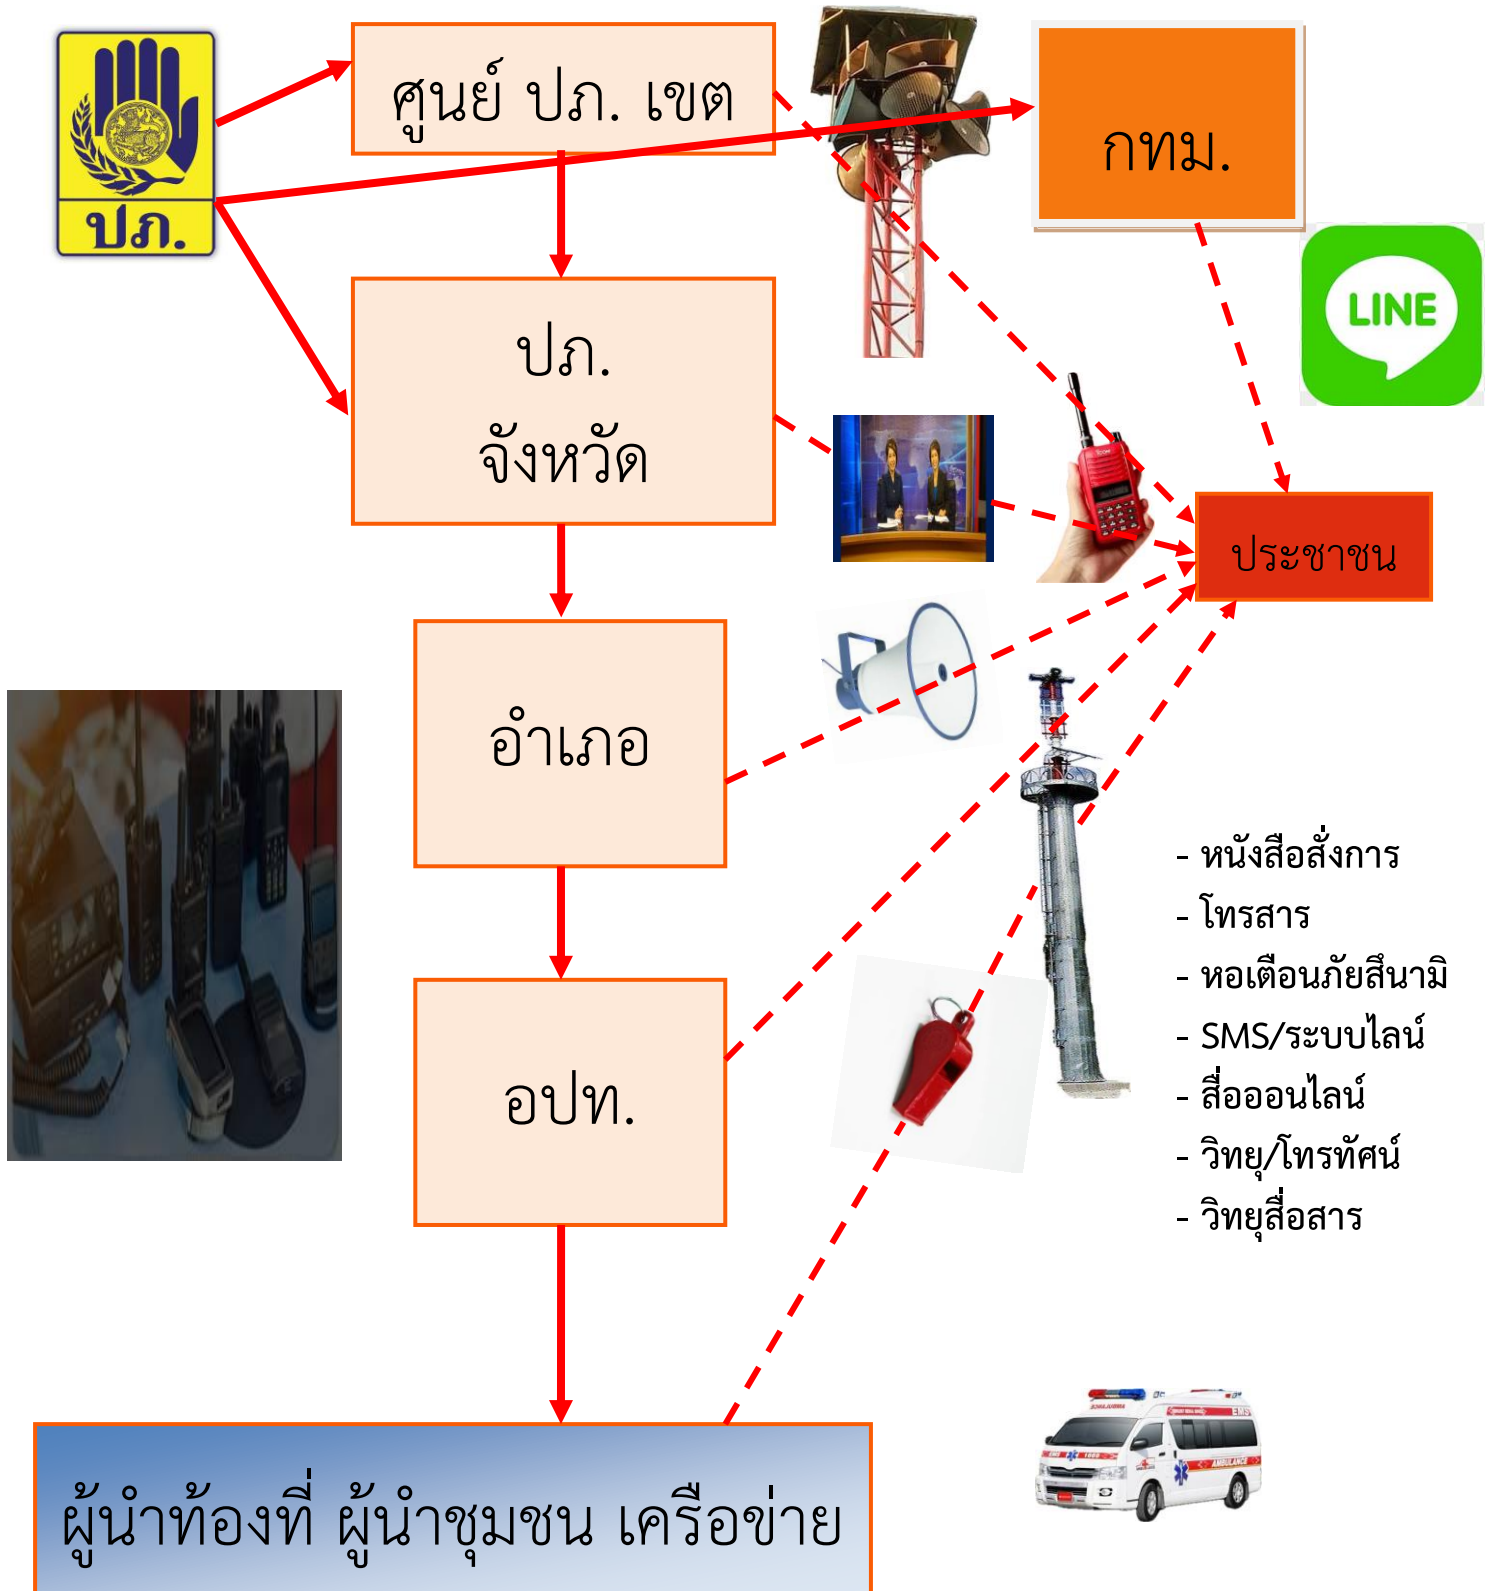 ปภ.
ศูนย์ ปภ. เขต
กทม.
LINE
ปภ.
จังหวัด
ประชาชน
อำเภอ
- หนังสือสั่งการ
- โทรสาร
- หอเตือนภัยสึนามิ
- SMS/ระบบไลน์
- สื่อออนไลน์
- วิทยุ/โทรทัศน์
- วิทยุสื่อสาร
อปท.
AMBULANCE
ผู้นำท้องที่ ผู้นำชุมชน เครือข่าย